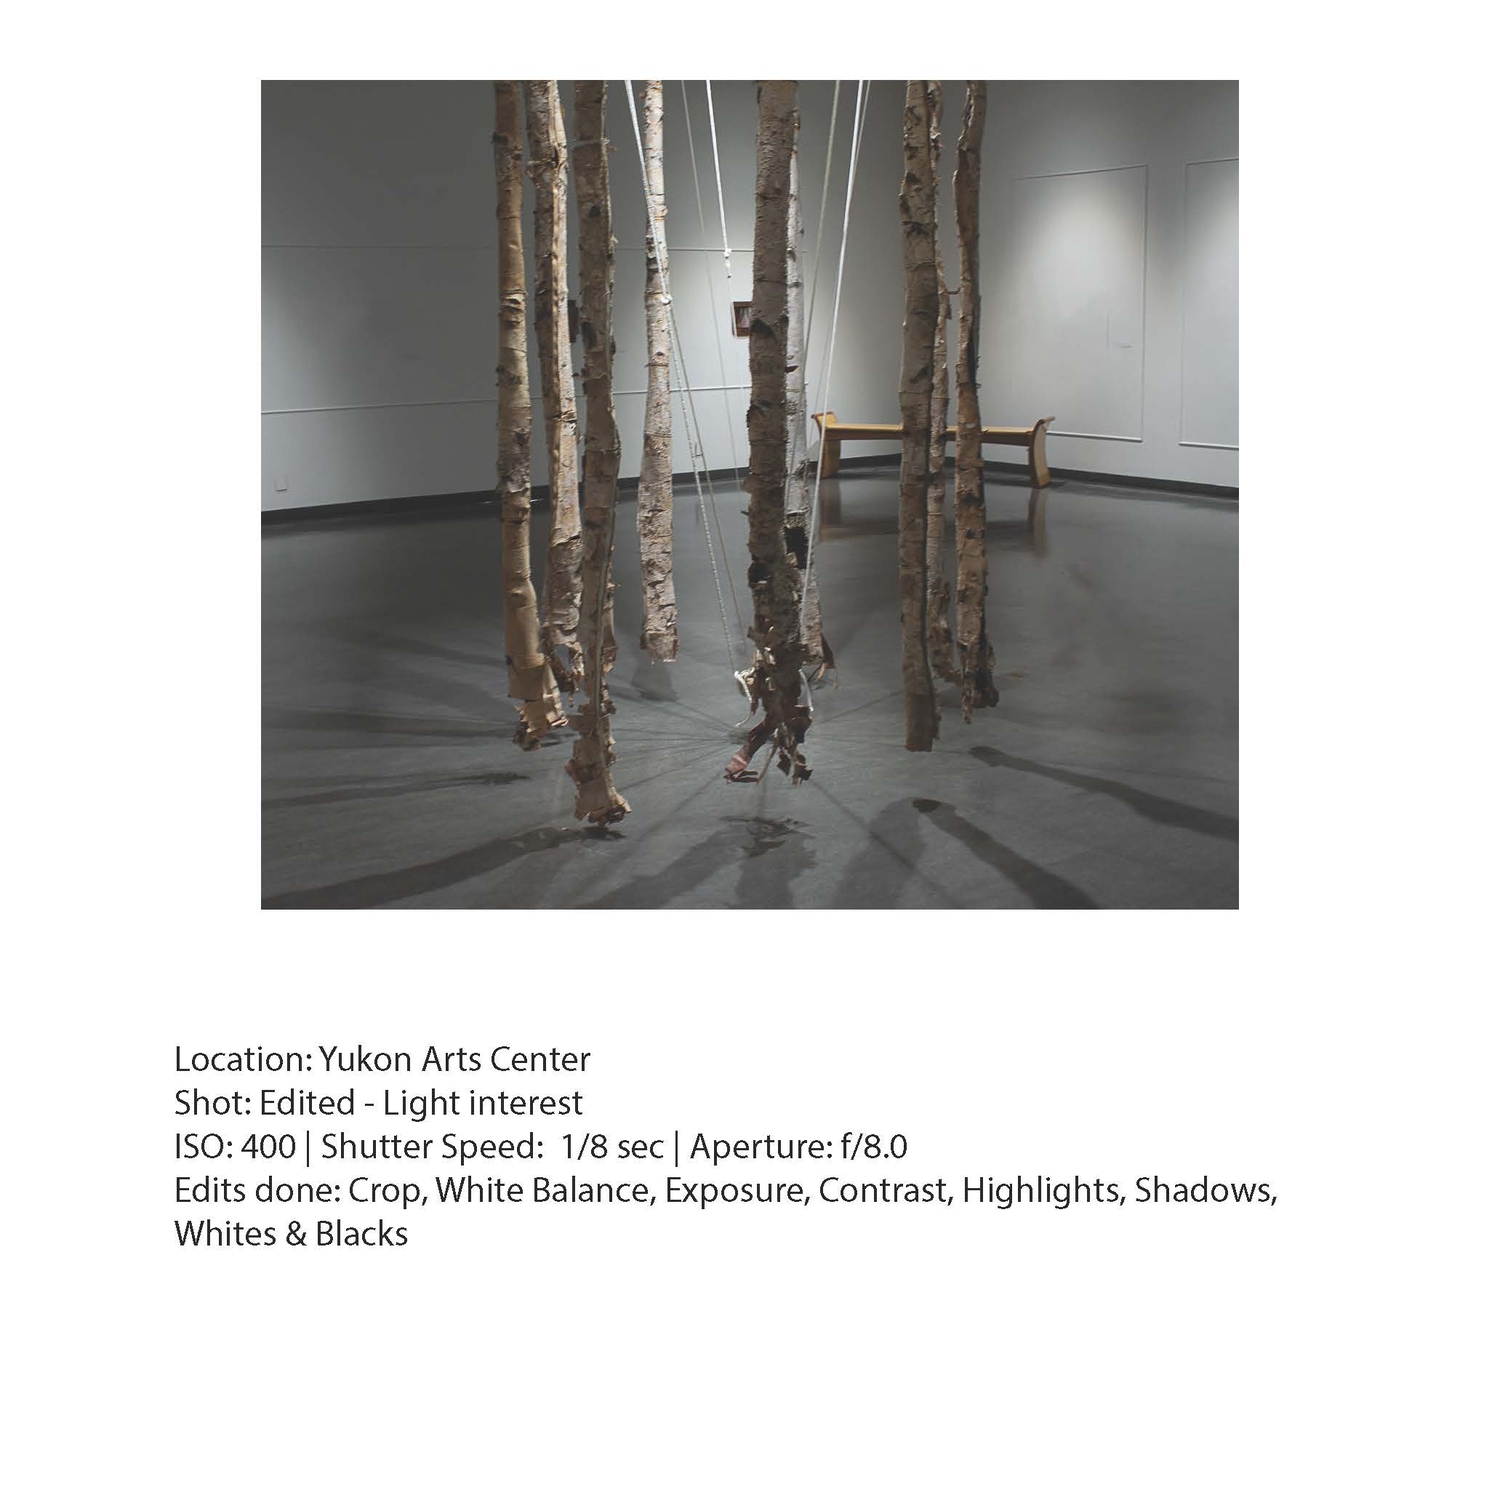 Location: Yukon Arts Center
Shot: Edited - Light interest
ISO: 400 | Shutter Speed:  1/8 sec | Aperture: f/8.0
Edits done: Crop, White Balance, Exposure, Contrast, Highlights, Shadows,
Whites & Blacks